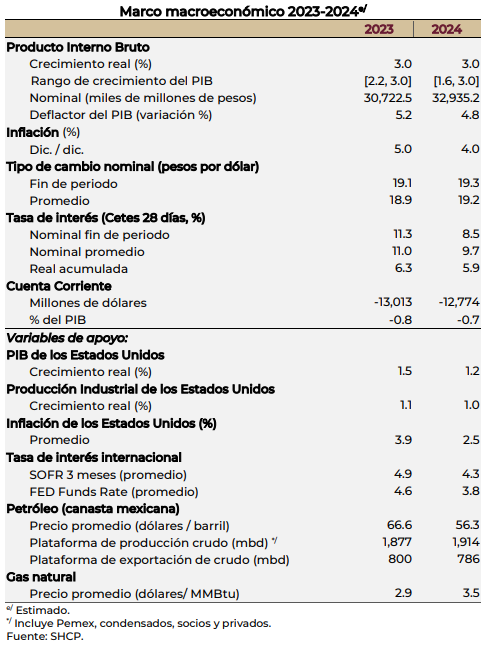 Marco macroeconómico 2023-2024e/
2023 2024
Producto Interno Bruto
Crecimiento real (%) 3.0 3.0
Rango de crecimiento del PIB [2.2, 3.0] [1.6, 3.0]
Nominal (miles de millones de pesos) 30,722.5 32,935.2
Deflactor del PIB (variación %) 5.2 4.8
Inflación (%)
Dic. / dic. 5.0 4.0
Tipo de cambio nominal (pesos por dólar)
Fin de periodo 19.1 19.3
Promedio 18.9 19.2
Tasa de interés (Cetes 28 días, %)
Nominal fin de periodo 11.3 8.5
Nominal promedio 11.0 9.7
Real acumulada 6.3 5.9
Cuenta Corriente
Millones de dólares -13,013 -12,774
% del PIB -0.8 -0.7
Variables de apoyo:
PIB de los Estados Unidos
Crecimiento real (%) 1.5 1.2
Producción Industrial de los Estados Unidos
Crecimiento real (%) 1.1 1.0
Inflación de los Estados Unidos (%)
Promedio 3.9 2.5
Tasa de interés internacional
SOFR 3 meses (promedio) 4.9 4.3
FED Funds Rate (promedio) 4.6 3.8
Petróleo (canasta mexicana)
Precio promedio (dólares / barril) 66.6 56.3
Plataforma de producción crudo (mbd) */ 1,877 1,914
Plataforma de exportación de crudo (mbd) 800 786
Gas natural
Precio promedio (dólares/ MMBtu) 2.9 3.5
e/ Estimado.
*/ Incluye Pemex, condensados, socios y privados.
Fuente: SHCP.